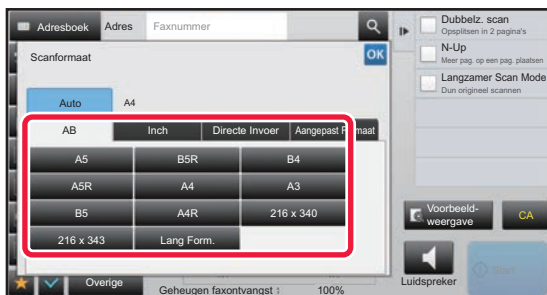 Adresboek Adres Faxnummer
Scanformaat OK
Auto A4
AB Inch Directe Invoer Aangepast
A5 B5R B4
A5R A4 A3
B5 A4R 216 x 340
216 x 343 Lang Form.
Overige
Geheugen faxontvangst : 100%
Dubbelz. scan
Opsplitsen in 2 pagina's
N-Up
Meer pag. op een pag. plaatsen
Langzamer Scan Mode
Dun origineel scannen
Voorbeeld-
weergave
CA
Luidspreker
Start